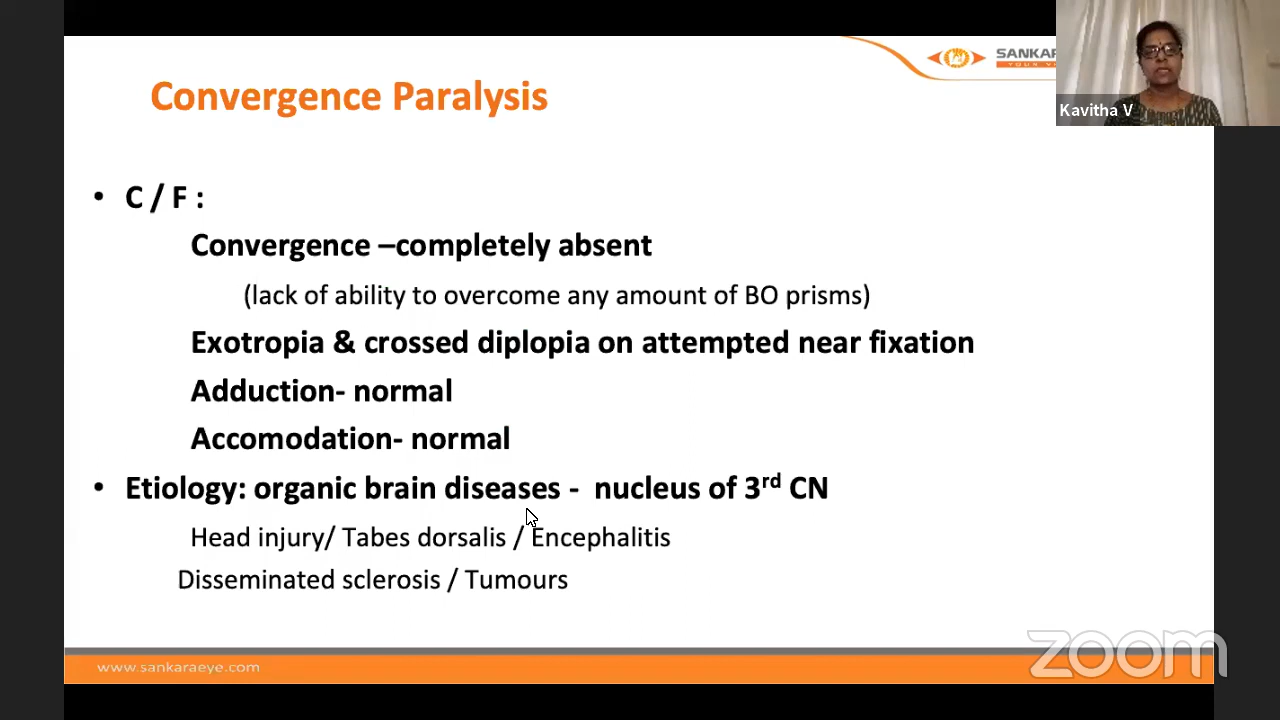 Convergence Paralysis
SANKARA
Kavitha V
• C / F :
Convergence –completely absent
(lack of ability to overcome any amount of BO prisms)
Exotropia & crossed diplopia on attempted near fixation
Adduction- normal
Accomodation- normal
• Etiology: organic brain diseases - nucleus of 3rd CN
Head injury/ Tabes dorsalis / Encephalitis
Disseminated sclerosis / Tumours
www.sankaraeye.com
zoom